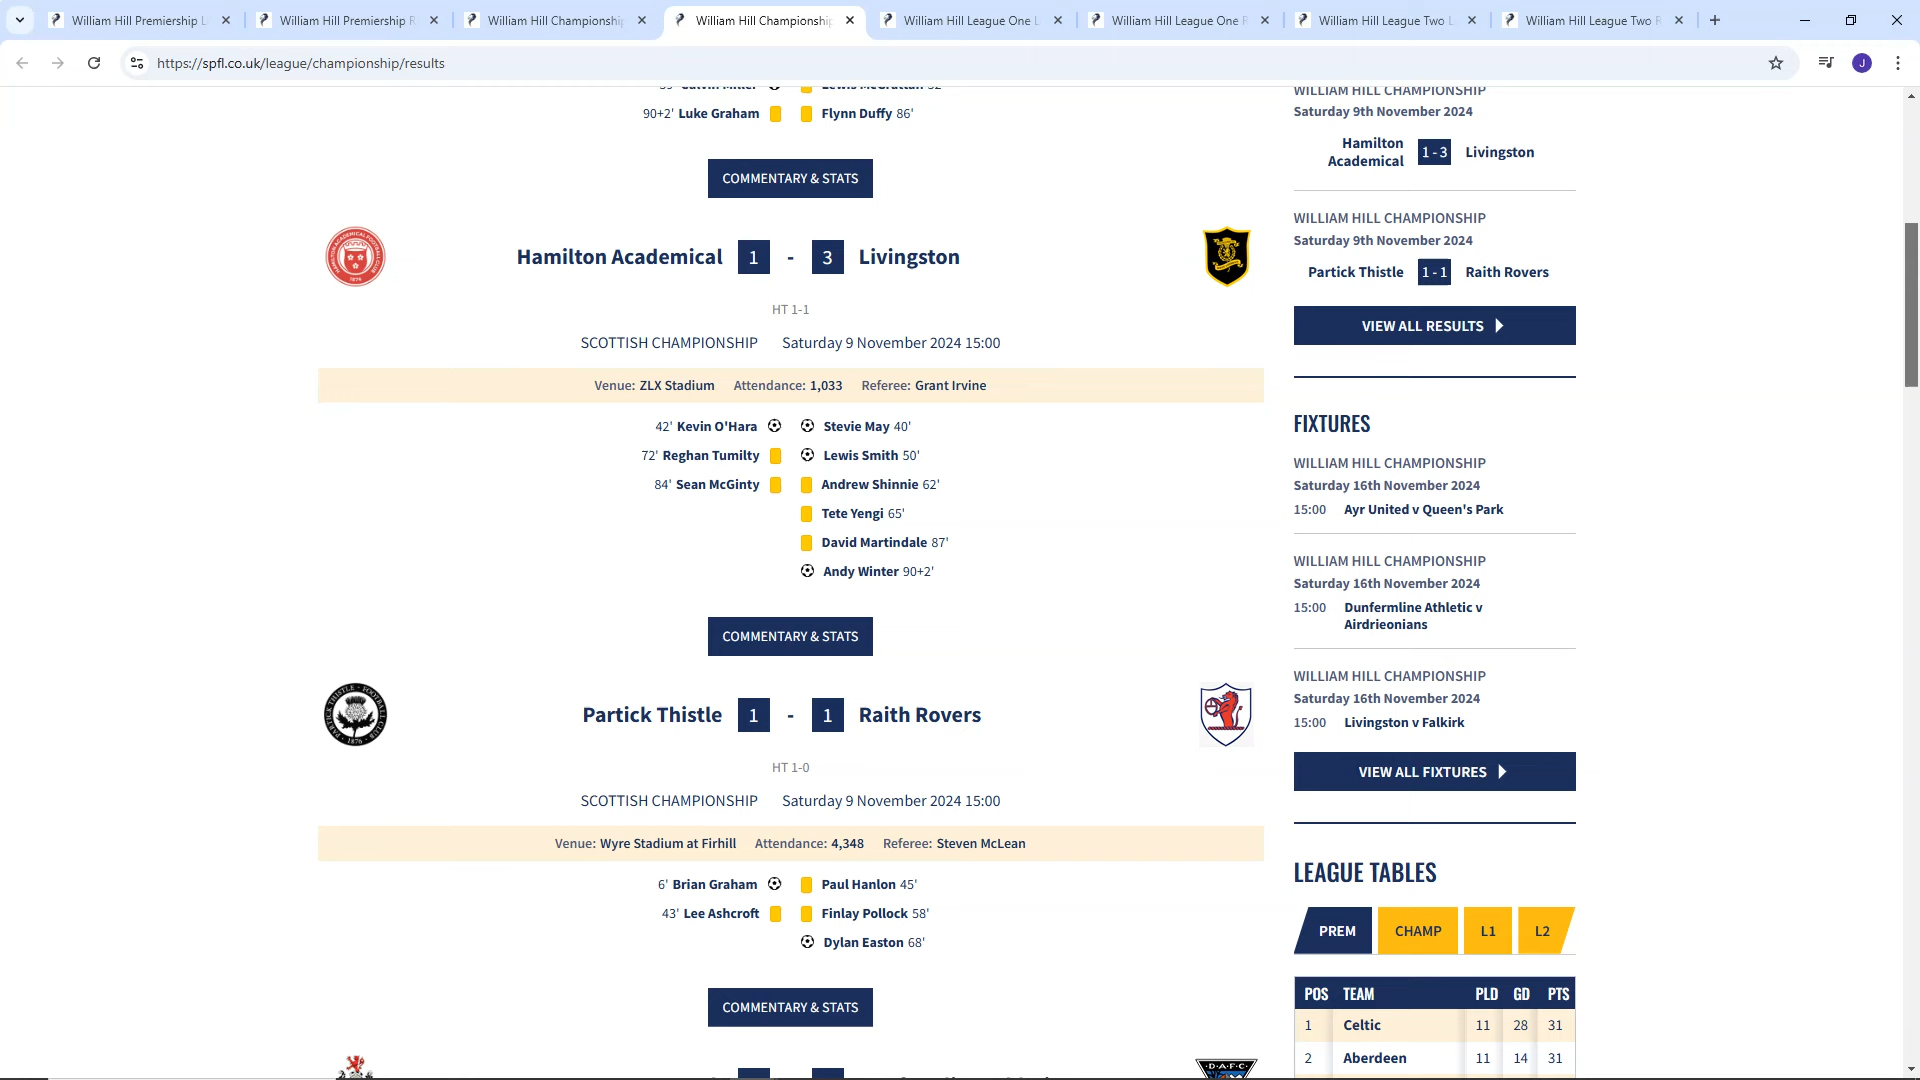 William Hill Premiership L
William Hill Premiership R
William Hill Championship
William Hill Championship
William Hill League One L
William Hill League One R
William Hill League Two L
William Hill League Two R
https://spfl.co.uk/league/championship/results
J
90+2' Luke Graham
Flynn Duffy 86'
COMMENTARY & STATS
Hamilton Academical 1 - 3 Livingston
HT 1-1
SCOTTISH CHAMPIONSHIP Saturday 9 November 2024 15:00
Venue: ZLX Stadium Attendance: 1,033 Referee: Grant Irvine
42' Kevin O'Hara Stevie May 40'
72' Reghan Tumilty Lewis Smith 50'
84' Sean McGinty Andrew Shinnie 62'
Tete Yengi 65'
David Martindale 87'
Andy Winter 90+2'
COMMENTARY & STATS
Partick Thistle 1 - 1 Raith Rovers
HT 1-0
SCOTTISH CHAMPIONSHIP Saturday 9 November 2024 15:00
Venue: Wyre Stadium at Firhill Attendance: 4,348 Referee: Steven McLean
6' Brian Graham Paul Hanlon 45'
43' Lee Ashcroft Finlay Pollock 58'
Dylan Easton 68'
COMMENTARY & STATS
WILLIAM HILL CHAMPIONSHIP
Saturday 9th November 2024
Hamilton
Academical 1 - 3 Livingston
WILLIAM HILL CHAMPIONSHIP
Saturday 9th November 2024
Partick Thistle 1 - 1 Raith Rovers
VIEW ALL RESULTS
FIXTURES
WILLIAM HILL CHAMPIONSHIP
Saturday 16th November 2024
15:00 Ayr United v Queen's Park
WILLIAM HILL CHAMPIONSHIP
Saturday 16th November 2024
15:00 Dunfermline Athletic v
Airdrieonians
WILLIAM HILL CHAMPIONSHIP
Saturday 16th November 2024
15:00 Livingston v Falkirk
VIEW ALL FIXTURES
LEAGUE TABLES
PREM CHAMP L1 L2
POS TEAM PLD GD PTS
1 Celtic 11 28 31
2 Aberdeen 11 14 31